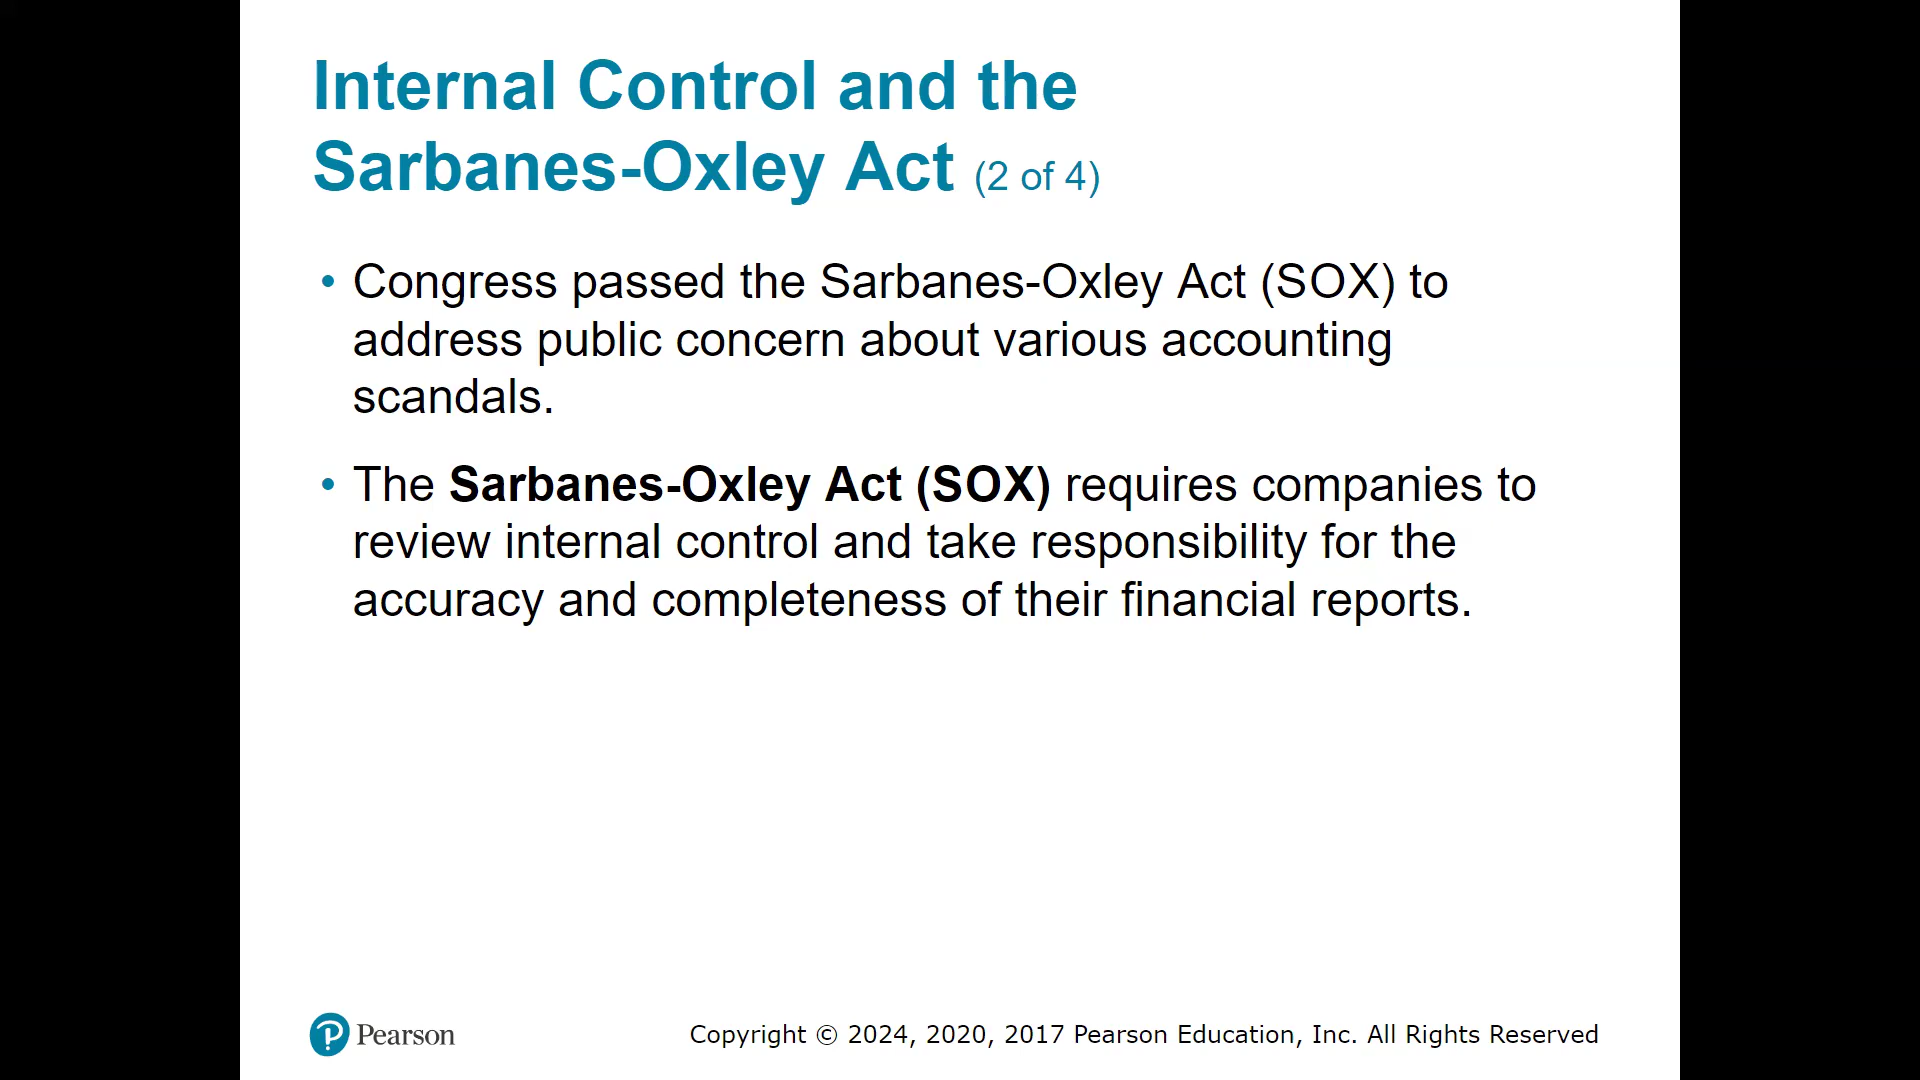 Internal Control and the
Sarbanes-Oxley Act (2 of 4)
• Congress passed the Sarbanes-Oxley Act (SOX) to
address public concern about various accounting
scandals.
• The Sarbanes-Oxley Act (SOX) requires companies to
review internal control and take responsibility for the
accuracy and completeness of their financial reports.
Pearson
Copyright © 2024, 2020, 2017 Pearson Education, Inc. All Rights Reserved